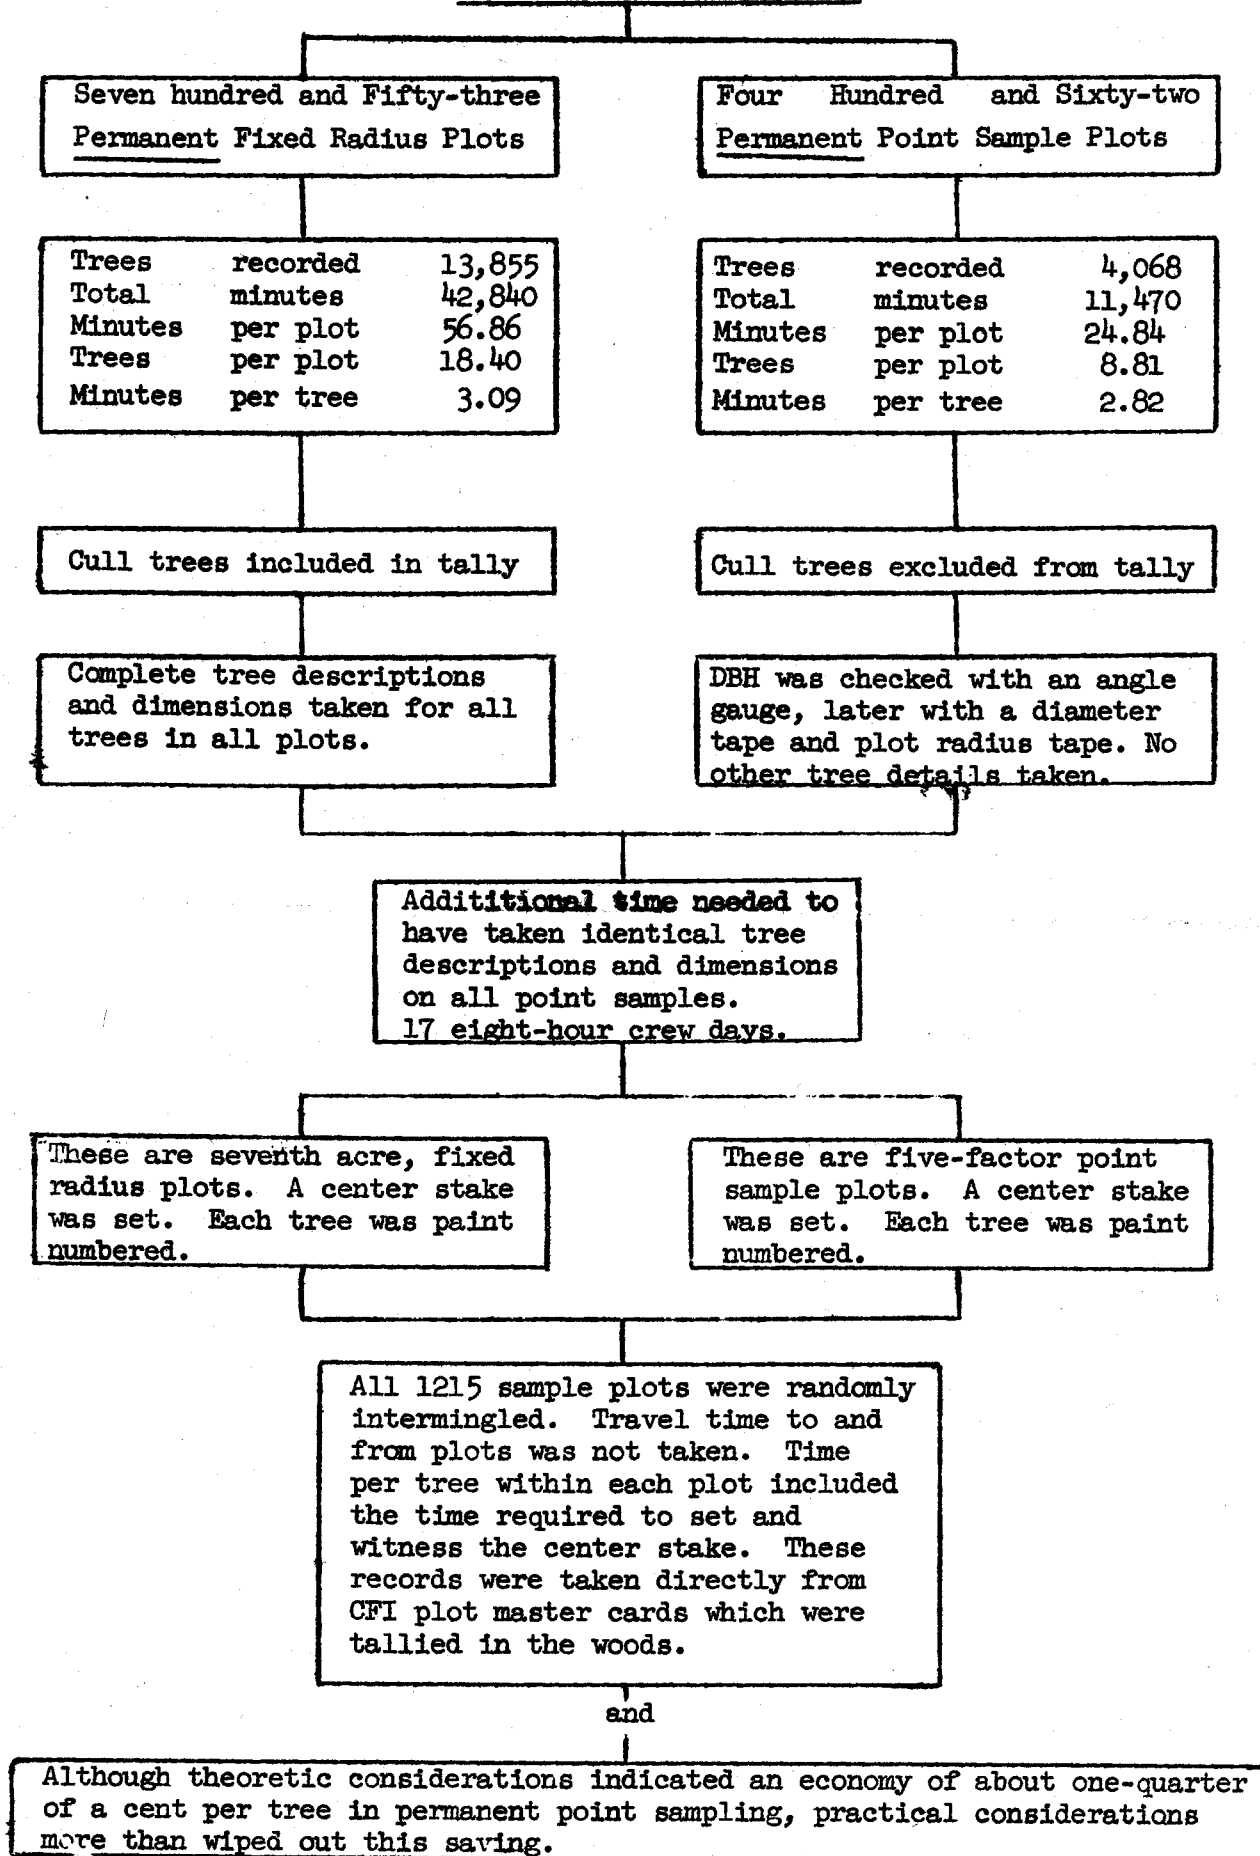 Seven hundred and Fifty-three
Permanent Fixed Radius Plots
Four Hundred and Sixty-two
Permanent Point Sample Plots
Trees recorded 13,855
Total minutes 42,840
Minutes per plot 56.86
Trees per plot 18.40
Minutes per tree 3.09
Trees recorded 4,068
Total minutes 11,470
Minutes per plot 24.84
Trees per plot 8.81
Minutes per tree 2.82
Cull trees included in tally
Cull trees excluded from tally
Complete tree descriptions
and dimensions taken for all
trees in all plots.
DBH was checked with an angle
gauge, later with a diameter
tape and plot radius tape. No
other tree details taken.
Addititional time needed to
have taken identical tree
descriptions and dimensions
on all point samples.
17 eight-hour crew days.
These are seventh acre, fixed
radius plots. A center stake
was set. Each tree was paint
numbered.
These are five-factor point
sample plots. A center stake
was set. Each tree was paint
numbered.
All 1215 sample plots were randomly
intermingled. Travel time to and
from plots was not taken. Time
per tree within each plot included
the time required to set and
witness the center stake. These
records were taken directly from
CFI plot master cards which were
tallied in the woods.
and
Although theoretic considerations indicated an economy of about one-quarter
of a cent per tree in permanent point sampling, practical considerations
more than wiped out this saving.